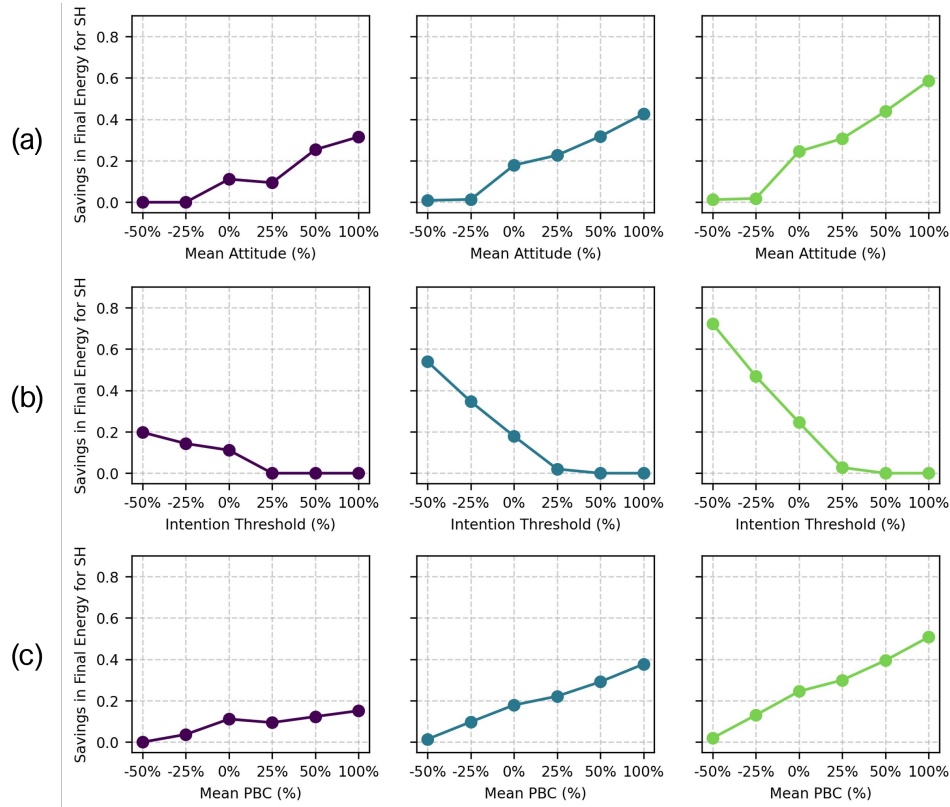 (a)
Savings in Final Energy for SH
0.8
0.6
0.4
0.2
0.0
-50% -25% 0% 25% 50% 100%
Mean Attitude (%)
-50% -25% 0% 25% 50% 100%
Mean Attitude (%)
-50% -25% 0% 25% 50% 100%
Mean Attitude (%)
(b)
Savings in Final Energy for SH
0.8
0.6
0.4
0.2
0.0
-50% -25% 0% 25% 50% 100%
Intention Threshold (%)
-50% -25% 0% 25% 50% 100%
Intention Threshold (%)
-50% -25% 0% 25% 50% 100%
Intention Threshold (%)
(c)
Savings in Final Energy for SH
0.8
0.6
0.4
0.2
0.0
-50% -25% 0% 25% 50% 100%
Mean PBC (%)
-50% -25% 0% 25% 50% 100%
Mean PBC (%)
-50% -25% 0% 25% 50% 100%
Mean PBC (%)